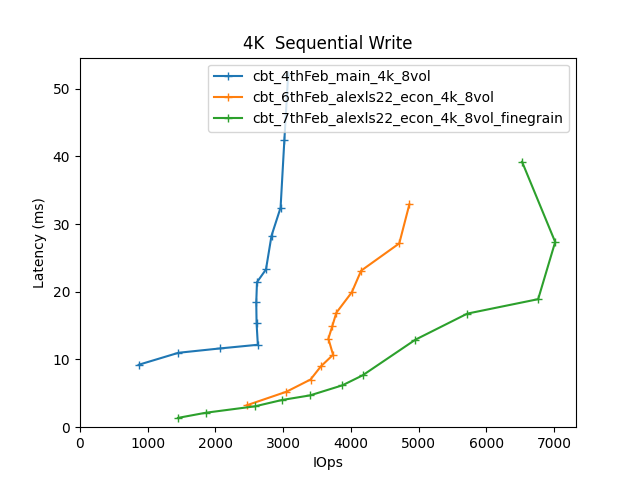 4K  Sequential Write
cbt_4thFeb_main_4k_8vol
cbt_6thFeb_alexls22_econ_4k_8vol
cbt_7thFeb_alexls22_econ_4k_8vol_finegrain
Latency (ms)
50
40
30
20
10
0
0 1000 2000 3000 4000 5000 6000 7000
IOps